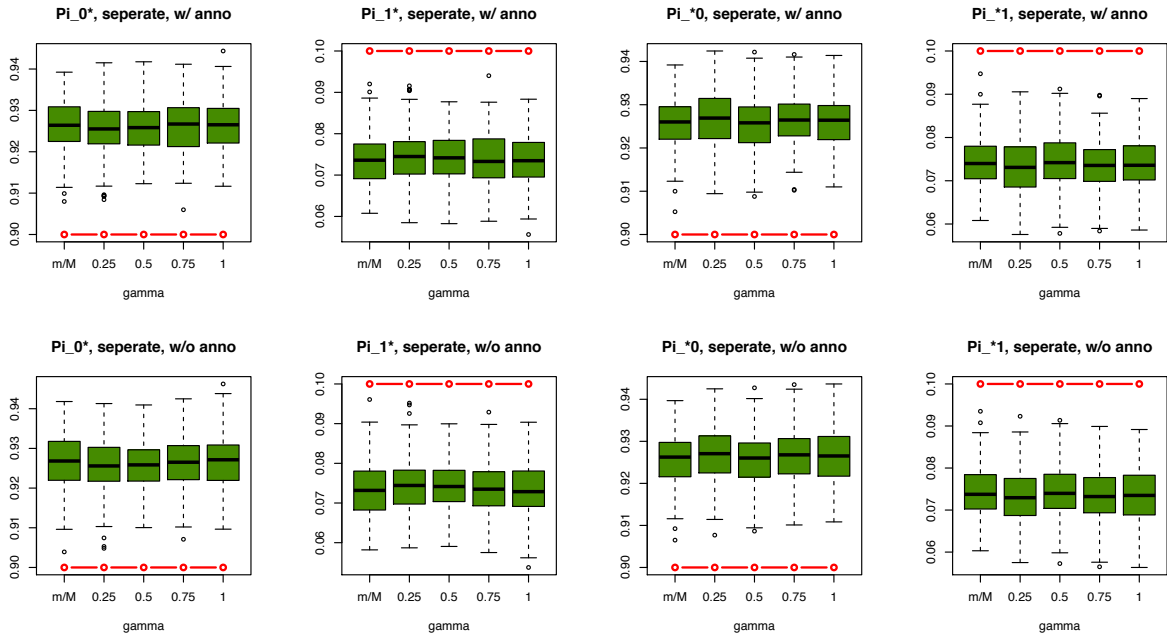 Pi_0*, seperate, w/ anno
0.90 0.91 0.92 0.93 0.94
m/M 0.25 0.5 0.75 1
gamma
Pi_1*, seperate, w/ anno
0.06 0.07 0.08 0.09 0.10
m/M 0.25 0.5 0.75 1
gamma
Pi_*0, seperate, w/ anno
0.90 0.91 0.92 0.93 0.94
m/M 0.25 0.5 0.75 1
gamma
Pi_*1, seperate, w/ anno
0.06 0.07 0.08 0.09 0.10
m/M 0.25 0.5 0.75 1
gamma
Pi_0*, seperate, w/o anno
0.90 0.91 0.92 0.93 0.94
m/M 0.25 0.5 0.75 1
gamma
Pi_1*, seperate, w/o anno
0.06 0.07 0.08 0.09 0.10
m/M 0.25 0.5 0.75 1
gamma
Pi_*0, seperate, w/o anno
0.90 0.91 0.92 0.93 0.94
m/M 0.25 0.5 0.75 1
gamma
Pi_*1, seperate, w/o anno
0.06 0.07 0.08 0.09 0.10
m/M 0.25 0.5 0.75 1
gamma